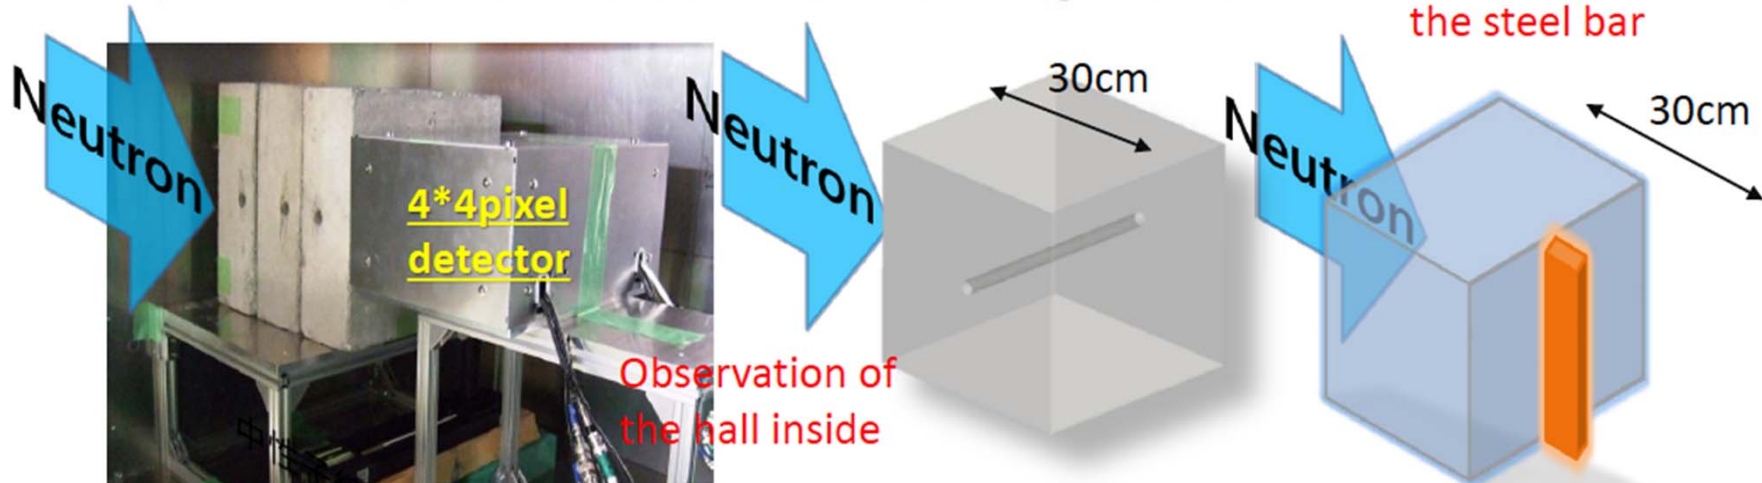 the steel bar
Neutron
4*4pixel
detector
Neutron
30cm
Neutron
30cm
Observation of
the hall inside